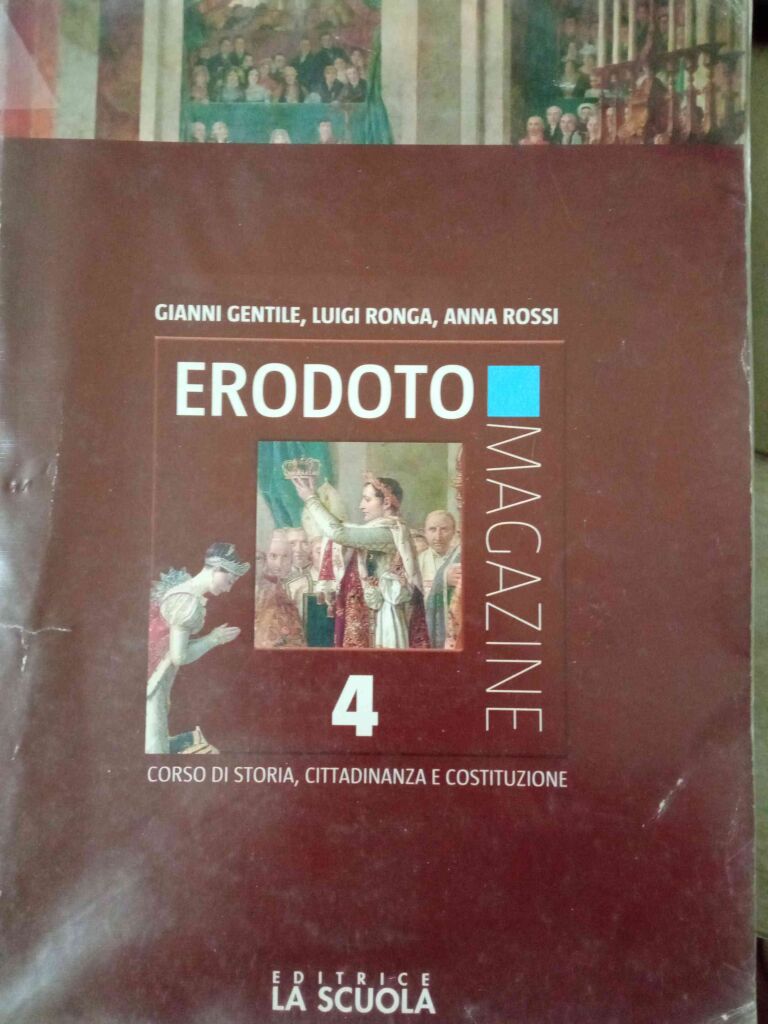 GIANNI GENTILE, LUIGI RONGA, ANNA ROSSI
ERODOTO
MAGAZINE
4
CORSO DI STORIA, CITTADINANZA E COSTITUZIONE
EDITRICE
LA SCUOLA